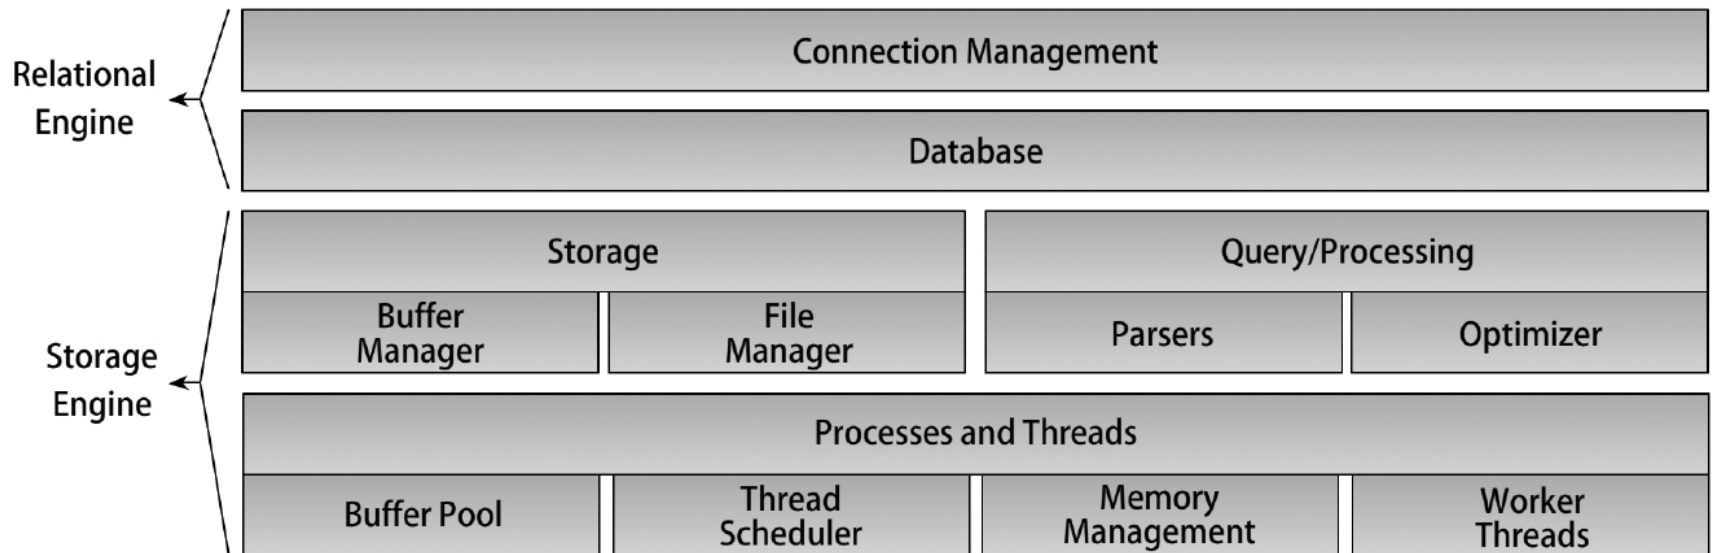 Relational
Engine
Connection Management
Database
Storage
Engine
Storage
Query/Processing
Buffer
Manager
File
Manager
Parsers
Optimizer
Processes and Threads
Buffer Pool
Thread
Scheduler
Memory
Management
Worker
Threads